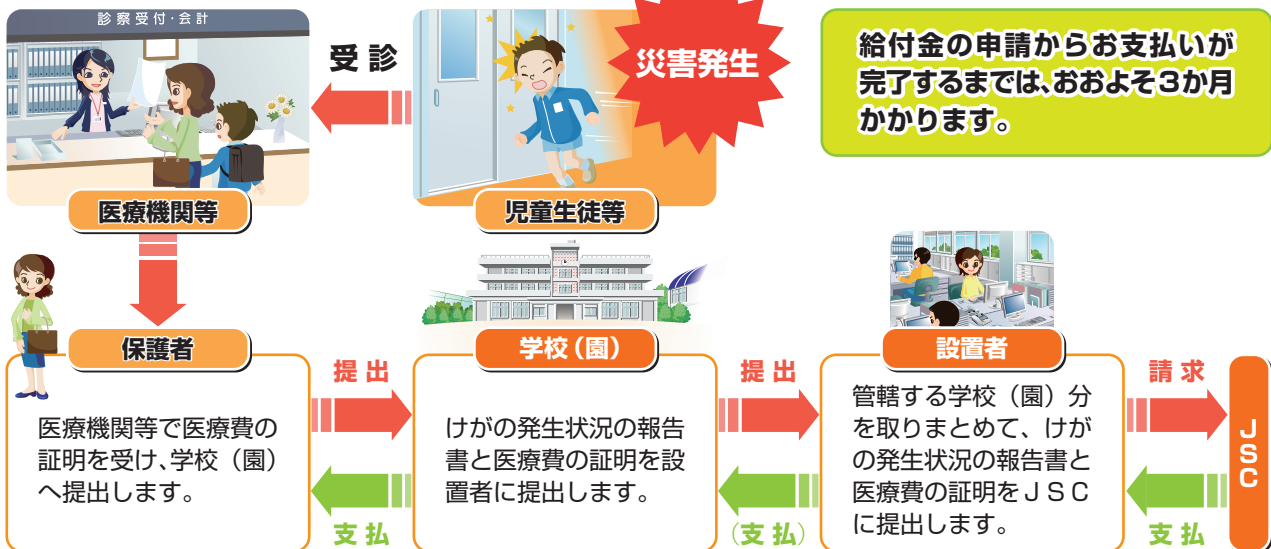 診察受付・会計
受診
災害発生
給付金の申請からお支払いが
完了するまでは、おおよそ3か月
かかります。
医療機関等
児童生徒等
保護者
医療機関等で医療費の
証明を受け、学校（園）
へ提出します。
提出
支払
学校（園）
けがの発生状況の報告
書と医療費の証明を設
置者に提出します。
提出
（支払）
設置者
管轄する学校（園）分
を取りまとめて、けが
の発生状況の報告書と
医療費の証明をＪＳＣ
に提出します。
請求
支払
JSC